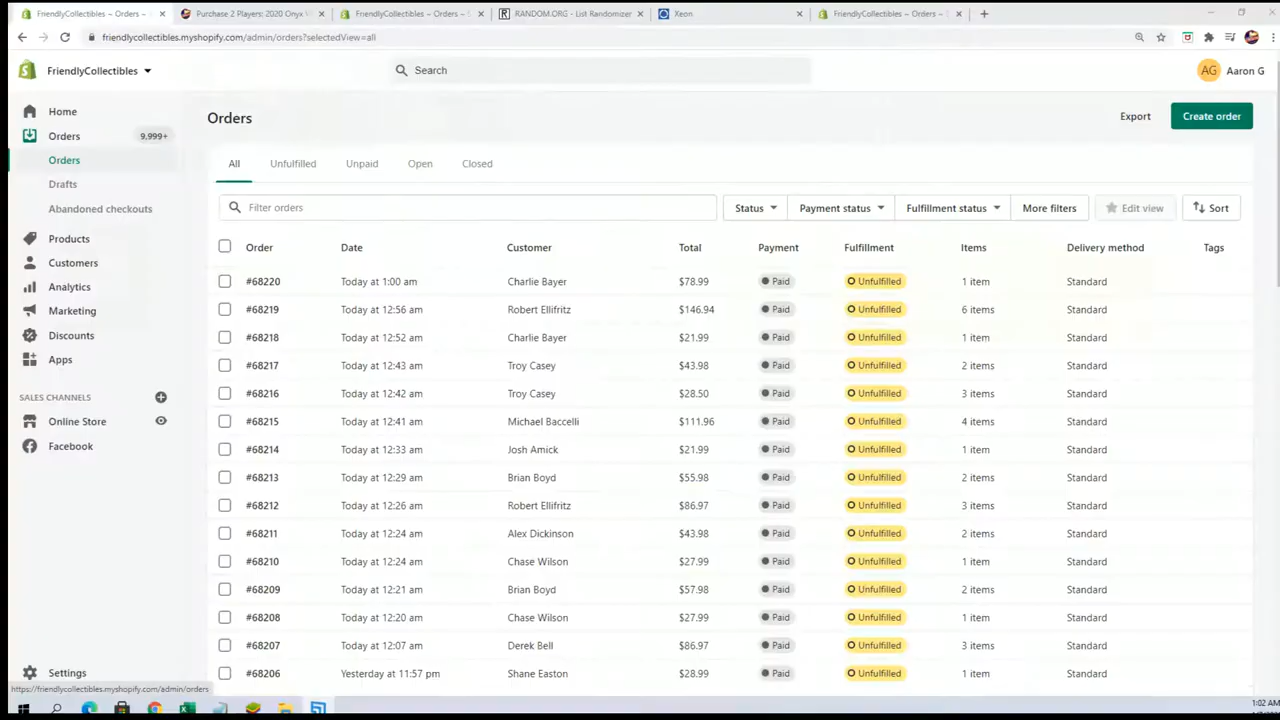 FriendlyCollectibles ~ Orders ~ S
Purchase 2 Players: 2020 Onyx V
FriendlyCollectibles ~ Orders ~ S
RANDOM.ORG - List Randomizer
Xeon
FriendlyCollectibles ~ Orders ~ S
friendlycollectibles.myshopify.com/admin/orders?selectedView=all
FriendlyCollectibles
Search
AG
Aaron G
Home
Orders
9,999+
Orders
Drafts
Abandoned checkouts
Products
Customers
Analytics
Marketing
Discounts
Apps
SALES CHANNELS
Online Store
Facebook
Settings
https://friendlycollectibles.myshopify.com/admin/orders
Orders
Export
Create order
All Unfulfilled Unpaid Open Closed
Filter orders
Status
Payment status
Fulfillment status
More filters
Edit view
Sort
Order Date Customer Total Payment Fulfillment Items Delivery method Tags
#68220 Today at 1:00 am Charlie Bayer $78.99 Paid Unfulfilled 1 item Standard
#68219 Today at 12:56 am Robert Ellifritz $146.94 Paid Unfulfilled 6 items Standard
#68218 Today at 12:52 am Charlie Bayer $21.99 Paid Unfulfilled 1 item Standard
#68217 Today at 12:43 am Troy Casey $43.98 Paid Unfulfilled 2 items Standard
#68216 Today at 12:42 am Troy Casey $28.50 Paid Unfulfilled 3 items Standard
#68215 Today at 12:41 am Michael Baccelli $111.96 Paid Unfulfilled 4 items Standard
#68214 Today at 12:33 am Josh Amick $21.99 Paid Unfulfilled 1 item Standard
#68213 Today at 12:29 am Brian Boyd $55.98 Paid Unfulfilled 2 items Standard
#68212 Today at 12:26 am Robert Ellifritz $86.97 Paid Unfulfilled 3 items Standard
#68211 Today at 12:24 am Alex Dickinson $43.98 Paid Unfulfilled 2 items Standard
#68210 Today at 12:24 am Chase Wilson $27.99 Paid Unfulfilled 1 item Standard
#68209 Today at 12:21 am Brian Boyd $57.98 Paid Unfulfilled 2 items Standard
#68208 Today at 12:20 am Chase Wilson $27.99 Paid Unfulfilled 1 item Standard
#68207 Today at 12:07 am Derek Bell $86.97 Paid Unfulfilled 3 items Standard
#68206 Yesterday at 11:57 pm Shane Easton $28.99 Paid Unfulfilled 1 item Standard
1:02 AM